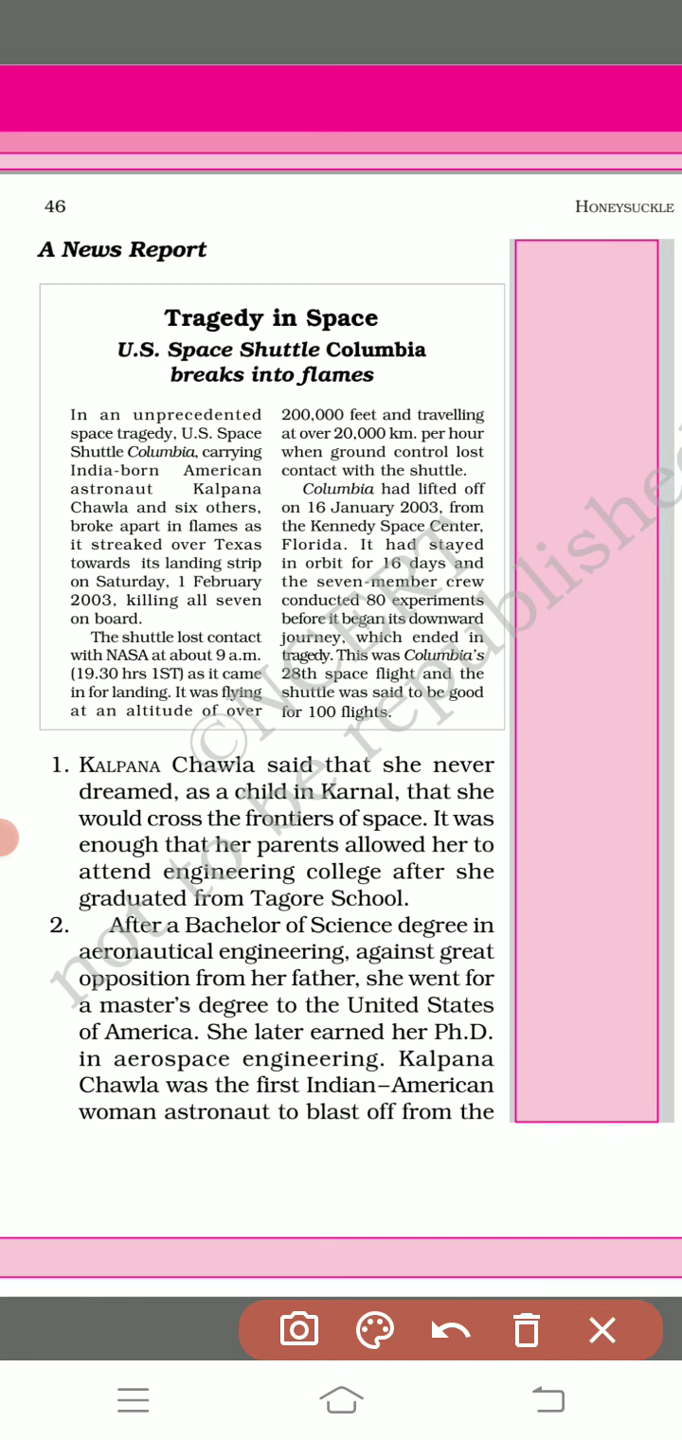 46
HONEYSUCKLE
A News Report
Tragedy in Space
U.S. Space Shuttle Columbia
breaks into flames
In an unprecedented
space tragedy, U.S. Space
Shuttle Columbia, carrying
India-born American
astronaut Kalpana
Chawla and six others,
broke apart in flames as
it streaked over Texas
towards its landing strip
on Saturday, 1 February
2003, killing all seven
on board.
The shuttle lost contact
with NASA at about 9 a.m.
(19.30 hrs 1ST) as it came
in for landing. It was flying
at an altitude of over
200,000 feet and travelling
at over 20,000 km. per hour
when ground control lost
contact with the shuttle.
Columbia had lifted off
on 16 January 2003, from
the Kennedy Space Center,
Florida. It had stayed
in orbit for 16 days and
the seven-member crew
conducted 80 experiments
before it began its downward
journey, which ended in
tragedy. This was Columbia's
28th space flight and the
shuttle was said to be good
for 100 flights.
1. KALPANA Chawla said that she never
dreamed, as a child in Karnal, that she
would cross the frontiers of space. It was
enough that her parents allowed her to
attend engineering college after she
graduated from Tagore School.
2. After a Bachelor of Science degree in
aeronautical engineering, against great
opposition from her father, she went for
a master's degree to the United States
of America. She later earned her Ph.D.
in aerospace engineering. Kalpana
Chawla was the first Indian–American
woman astronaut to blast off from the
©NCERT
not to be republished